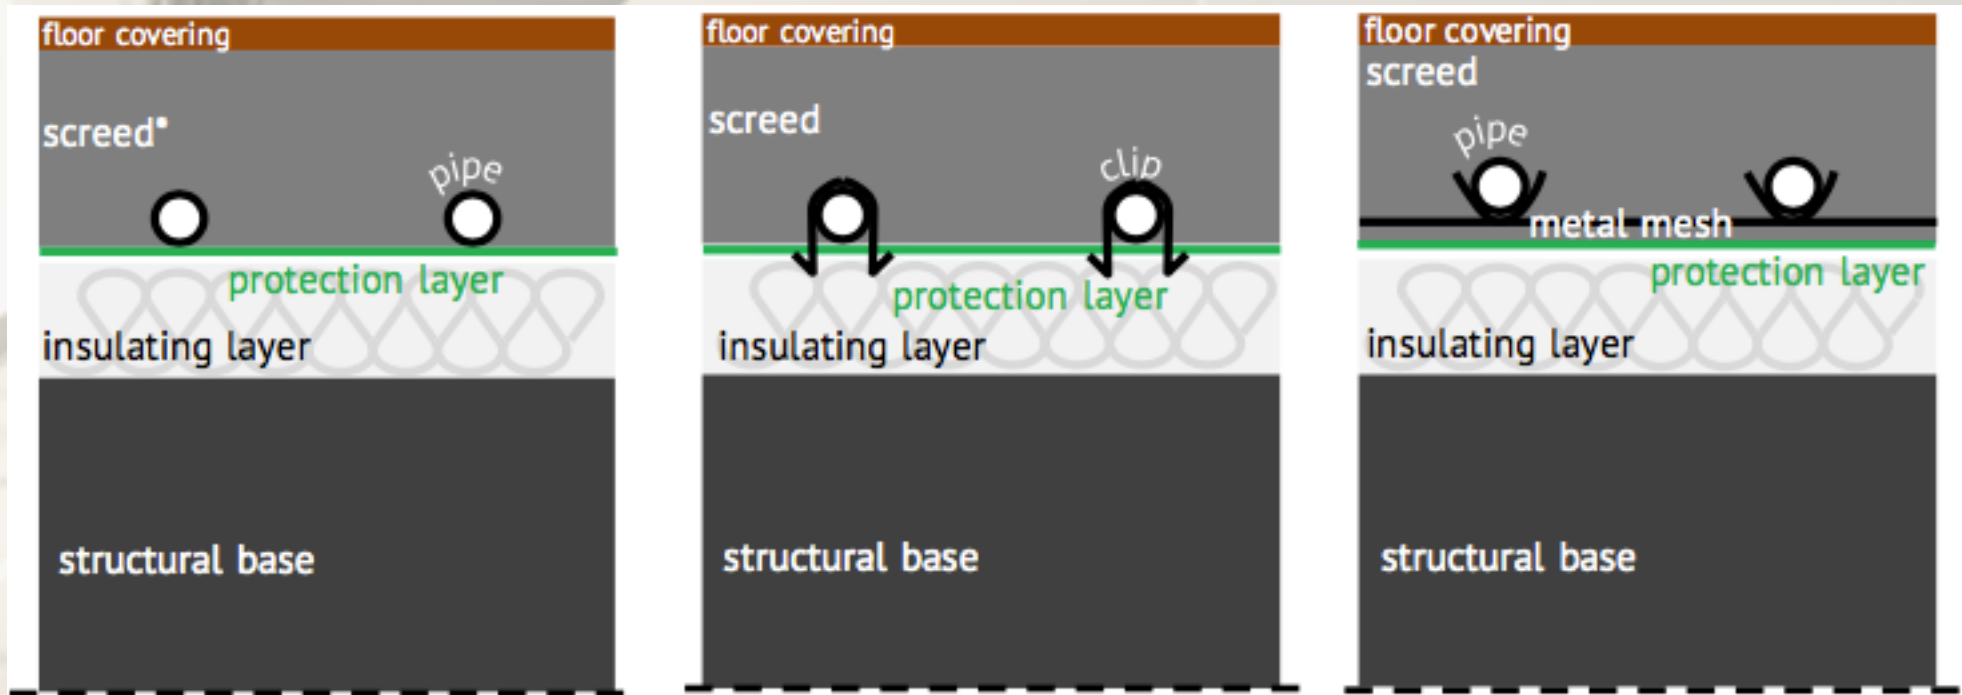 floor covering
screed*
pipe
protection layer
insulating layer
structural base
floor covering
screed
clip
protection layer
insulating layer
structural base
floor covering
screed
pipe
metal mesh
protection layer
insulating layer
structural base